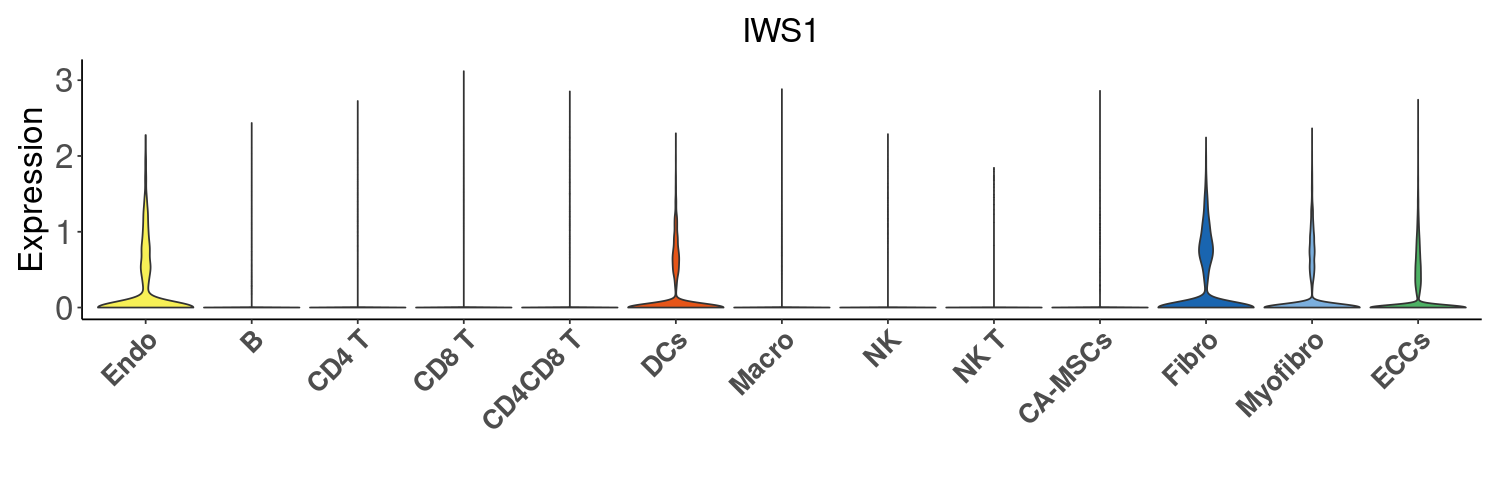 IWS1
Expression
3
2
1
0
Endo
B
CD4 T
CD8 T
CD4CD8 T
DCs
Macro
NK
NK T
CA-MSCs
Fibro
Myofibro
ECCs